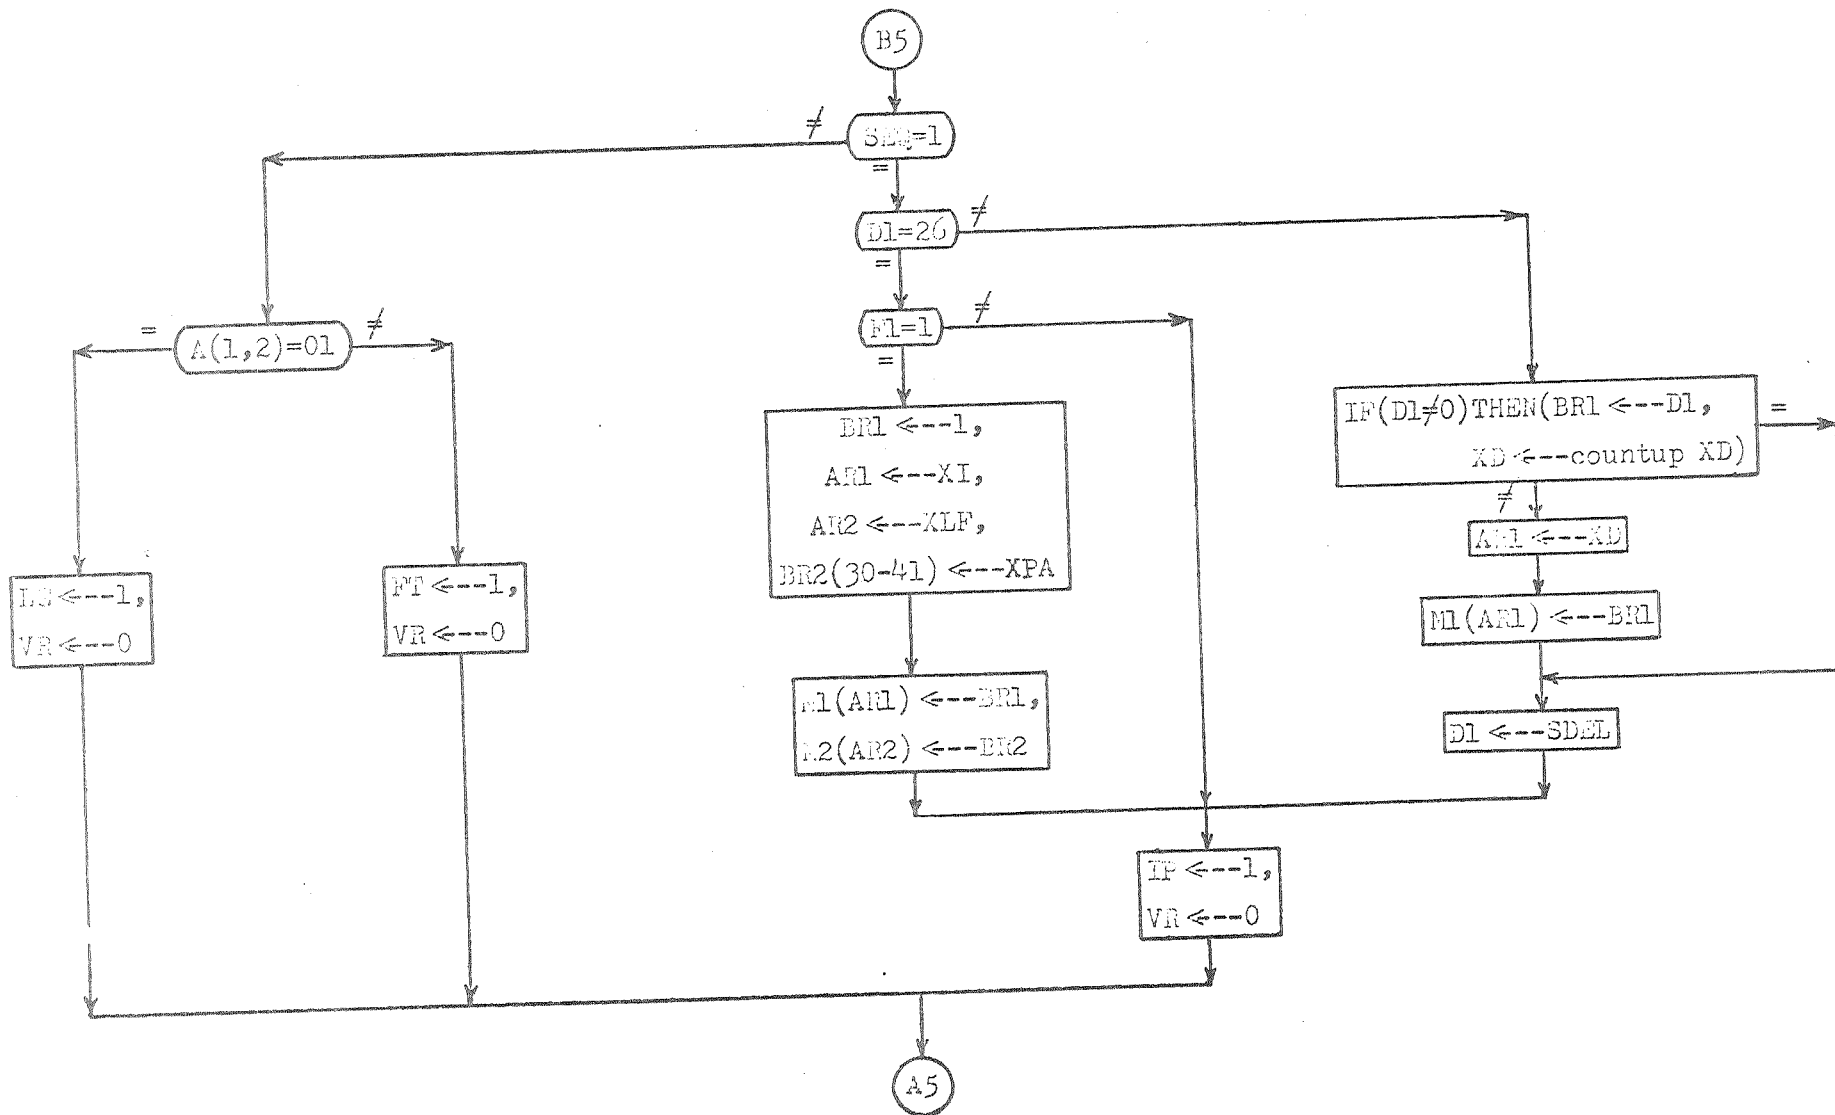 B5
≠
SEQ=1
=
D1=26
≠
=
F1=1
≠
=
=
A(1,2)=01
≠
BR1 <---1,
AR1 <---XI,
AR2 <---XLF,
BR2(30-41) <---XPA
IF(D1≠0)THEN(BR1 <---D1,
XD <---countup XD)
=
≠
AR1 <---XD
M1(AR1) <---BR1
<---1,
VR <---0
FT <---1,
VR <---0
M1(AR1) <---BR1,
M2(AR2) <---BR2
D1 <---SDEL
IP <---1,
VR <---0
A5